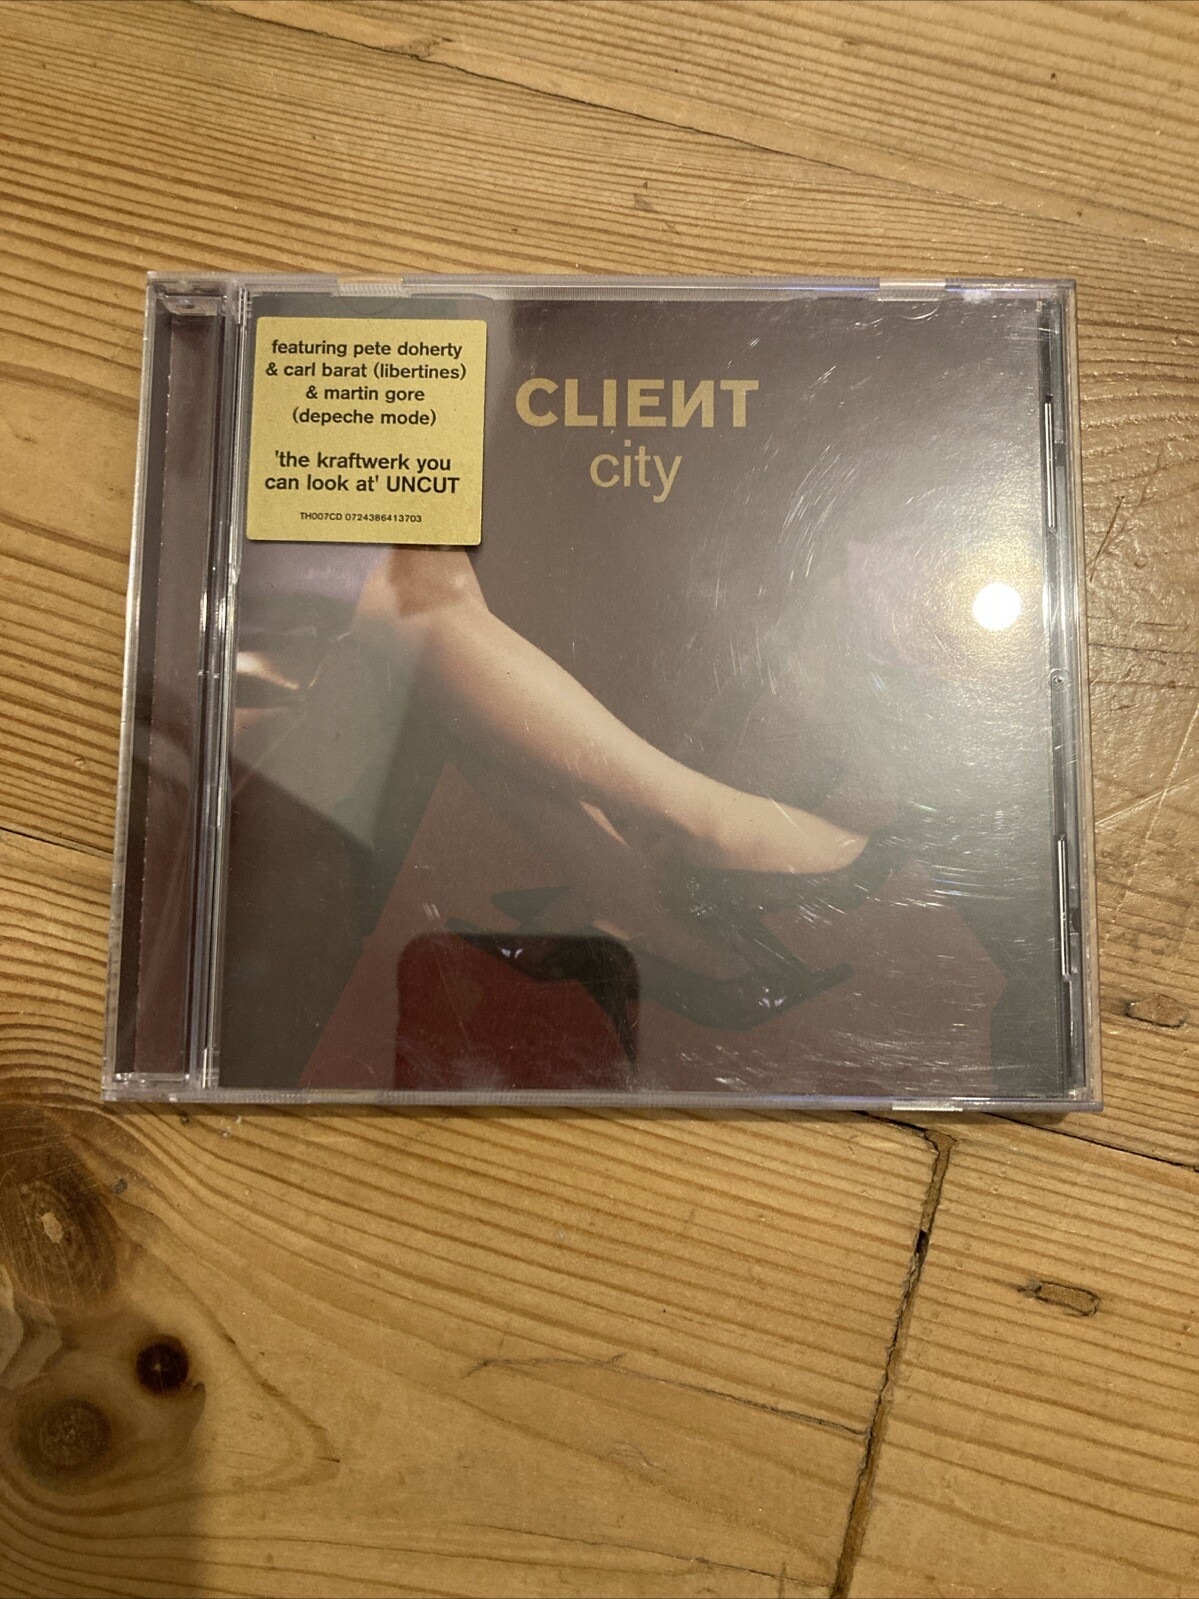 featuring pete doherty
& carl barat (libertines)
& martin gore
(depeche mode)
'the kraftwerk you
can look at' UNCUT
TH007CD 0724386413703
CLIEИT
city